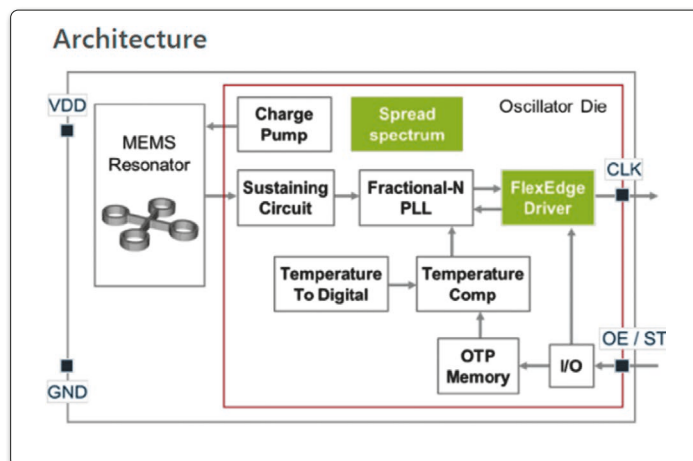 Architecture
VDD
MEMS
Resonator
Charge
Pump
Spread
spectrum
Oscillator Die
CLK
Sustaining
Circuit
Fractional-N
PLL
FlexEdge
Driver
Temperature
To Digital
Temperature
Comp
OE / ST
OTP
Memory
I/O
GND